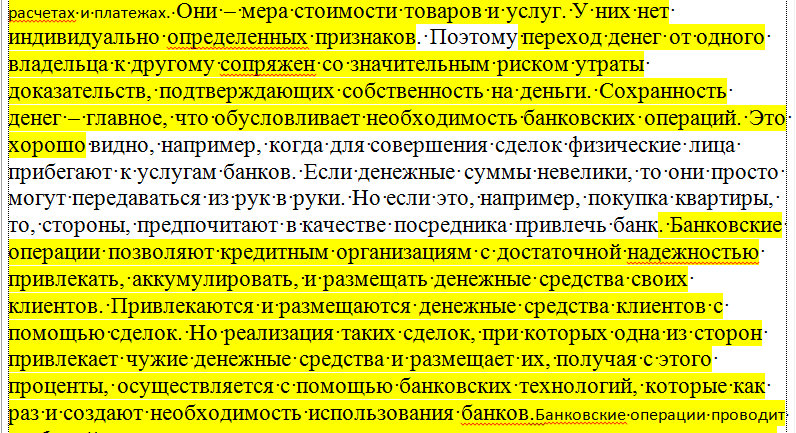 расчетах и платежах. Они – мера стоимости товаров и услуг. У них нет
индивидуально определенных признаков. Поэтому переход денег от одного
владельца к другому сопряжен со значительным риском утраты
доказательств, подтверждающих собственность на деньги. Сохранность
денег – главное, что обусловливает необходимость банковских операций. Это
хорошо видно, например, когда для совершения сделок физические лица
прибегают к услугам банков. Если денежные суммы невелики, то они просто
могут передаваться из рук в руки. Но если это, например, покупка квартиры,
то, стороны, предпочитают в качестве посредника привлечь банк. Банковские
операции позволяют кредитным организациям с достаточной надежностью
привлекать, аккумулировать, и размещать денежные средства своих
клиентов. Привлекаются и размещаются денежные средства клиентов с
помощью сделок. Но реализация таких сделок, при которых одна из сторон
привлекает чужие денежные средства и размещает их, получая с этого
проценты, осуществляется с помощью банковских технологий, которые как
раз и создают необходимость использования банков.Банковские операции проводит